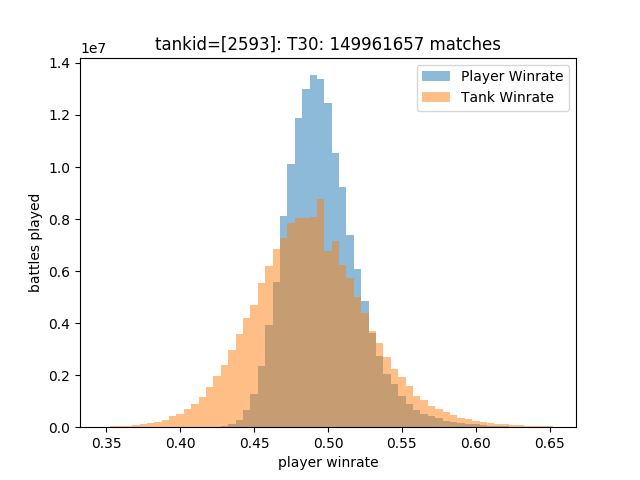 tankid=[2593]: T30: 149961657 matches
1e7
Player Winrate
Tank Winrate
1.4
1.2
1.0
0.8
0.6
0.4
0.2
0.0
battles played
0.35 0.40 0.45 0.50 0.55 0.60 0.65
player winrate